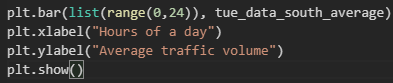 plt.bar(list(range(0,24)), tue_data_south_average)
plt.xlabel("Hours of a day")
plt.ylabel("Average traffic volume")
plt.show()